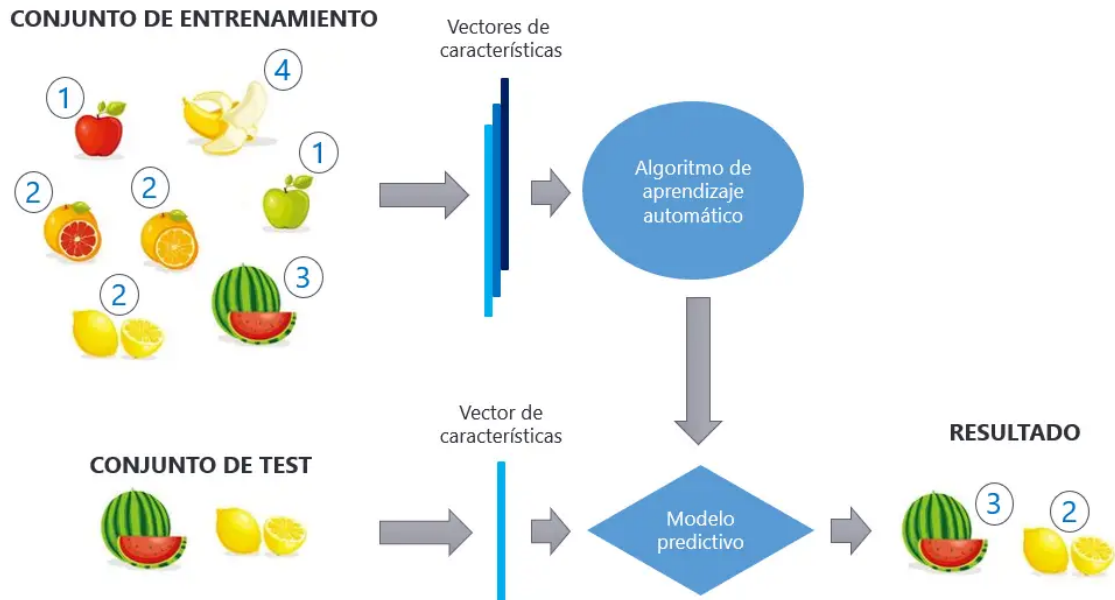 CONJUNTO DE ENTRENAMIENTO
Vectores de
características
4
1
1
2
2
3
2
Algoritmo de
aprendizaje
automático
Vector de
características
CONJUNTO DE TEST
Modelo
predictivo
RESULTADO
3
2